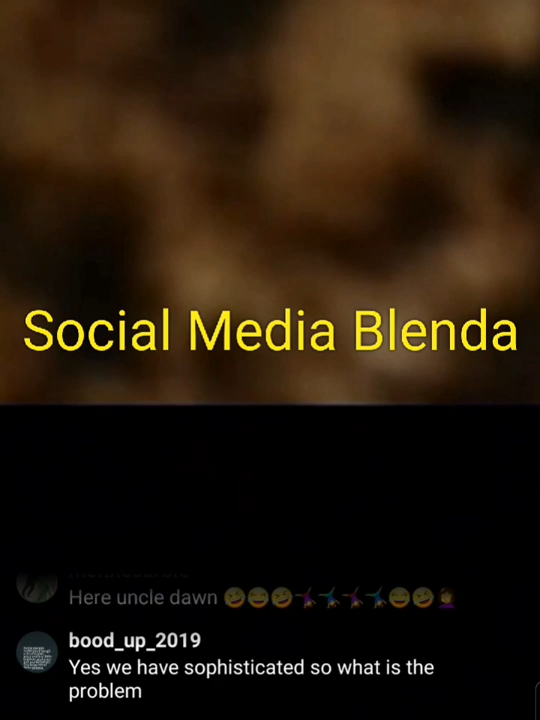 Social Media Blenda
Here uncle dawn 🤣😂🤣🤸‍♀️🤸‍♀️🤸‍♀️🤸‍♀️😂🤣🤦‍♀️
bood_up_2019
Yes we have sophisticated so what is the
problem